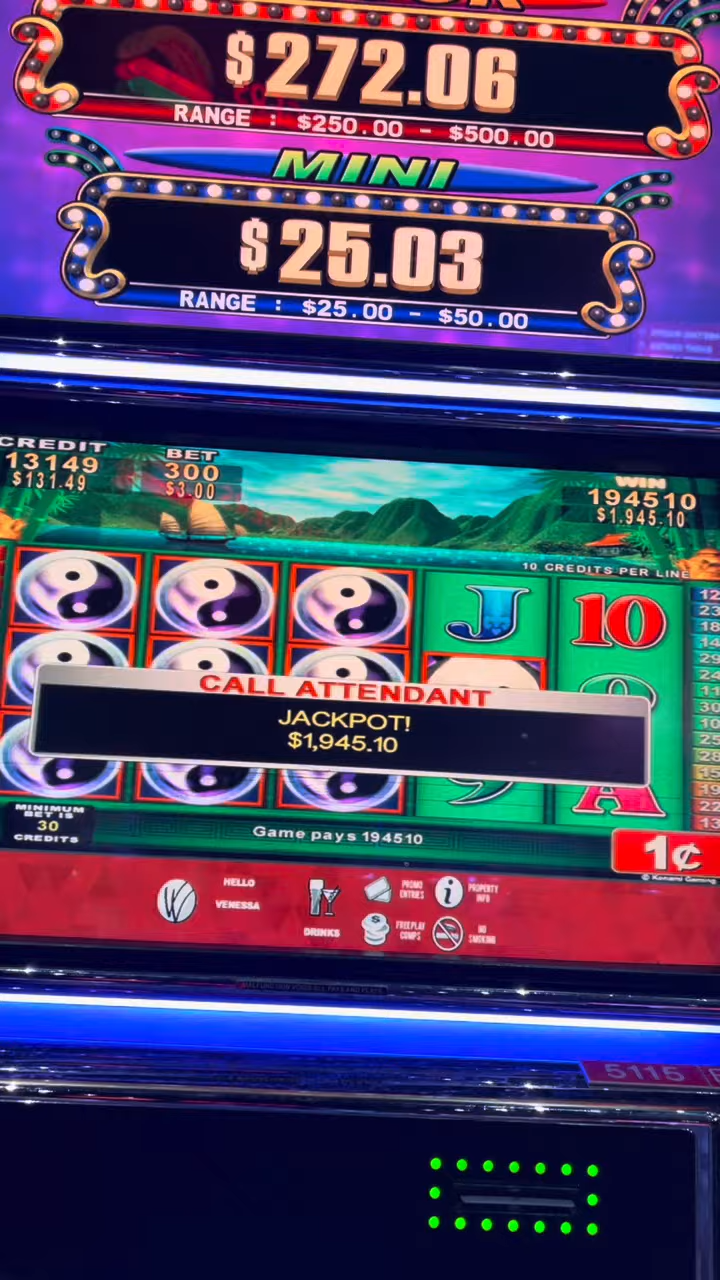 $272.06
RANGE : $250.00 - $500.00
MINI
$25.03
RANGE : $25.00 - $50.00
CREDIT
13149
$131.49
BET
300
$3.00
WIN
194510
$1,945.10
10 CREDITS PER LINE
J
10
CALL ATTENDANT
JACKPOT!
$1,945.10
9
A
MINIMUM
BET IS
30
CREDITS
Game pays 194510
1¢
© Konami Gaming
HELLO
VENESSA
DRINKS
PROMO
ENTRIES
FREEPLAY
COMPS
PROPERTY
INFO
NO
SMOKING
5115